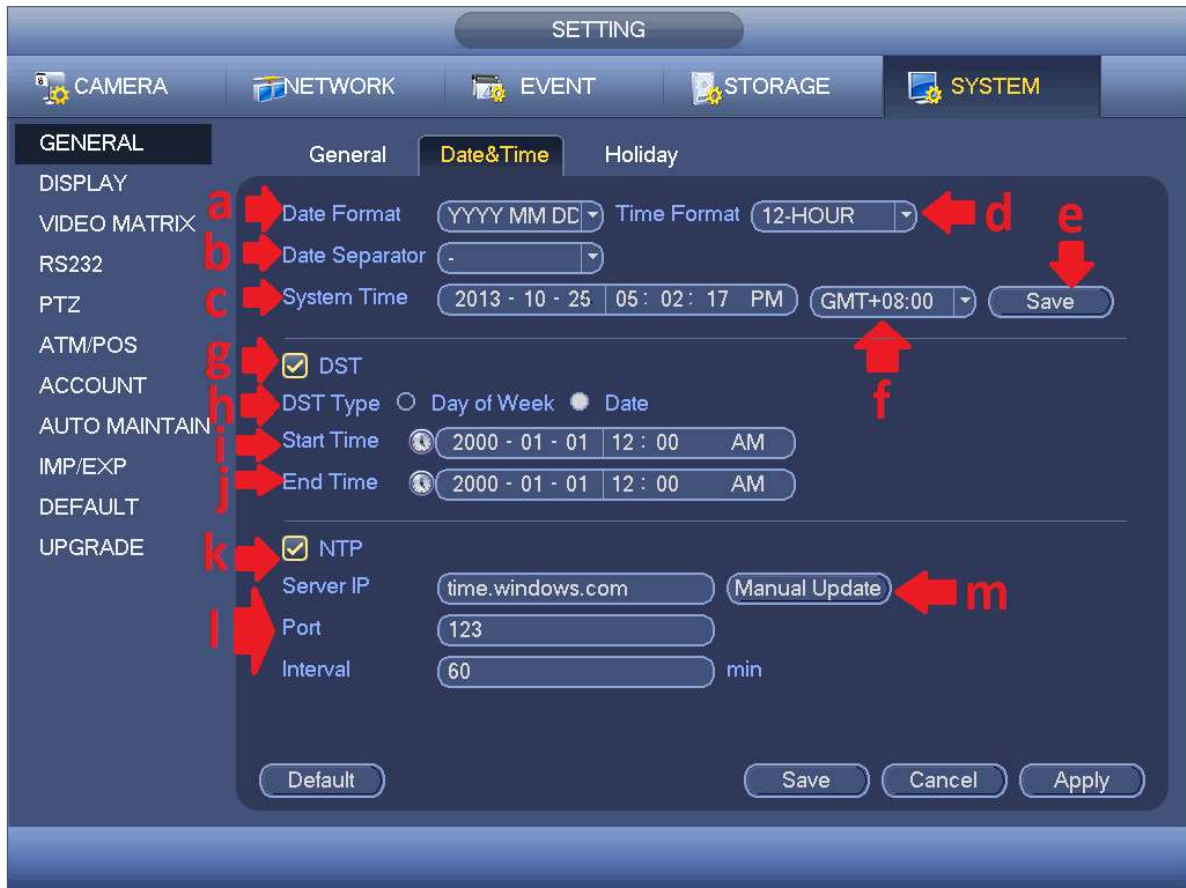 SETTING
CAMERA NETWORK EVENT STORAGE SYSTEM
GENERAL
DISPLAY
VIDEO MATRIX
RS232
PTZ
ATM/POS
ACCOUNT
AUTO MAINTAIN
IMP/EXP
DEFAULT
UPGRADE
General Date&Time Holiday
a Date Format YYYY MM DD Time Format 12-HOUR d e
b Date Separator -
c System Time 2013 - 10 - 25 05 : 02 : 17 PM GMT+08:00 Save
f
g DST
h DST Type Day of Week Date
i Start Time 2000 - 01 - 01 12 : 00 AM
j End Time 2000 - 01 - 01 12 : 00 AM
k NTP
Server IP time.windows.com Manual Update m
l Port 123
Interval 60 min
Default Save Cancel Apply